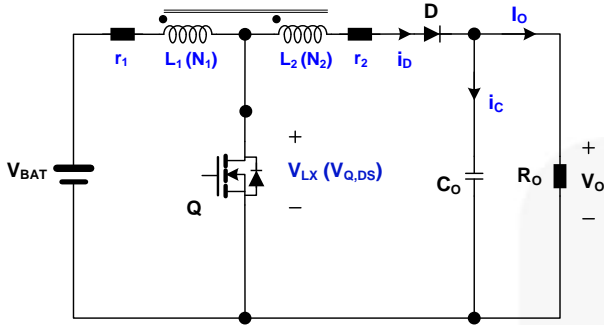 D
I_O
r₁
L₁ (N₁)
L₂ (N₂)
r₂
i_D
i_C
V_BAT
Q
+
V_LX (V_Q,DS)
−
C_O
R_O
+
V_O
−